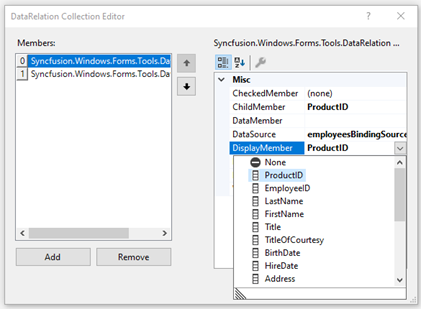 DataRelation Collection Editor
Members:
0 Syncfusion.Windows.Forms.Tools.Da
1 Syncfusion.Windows.Forms.Tools.Da
Add
Remove
Syncfusion.Windows.Forms.Tools.DataRelation ...
Misc
CheckedMember (none)
ChildMember ProductID
DataMember
DataSource employeesBindingSource
DisplayMember ProductID
None
ProductID
EmployeeID
LastName
FirstName
Title
TitleOfCourtesy
BirthDate
HireDate
Address